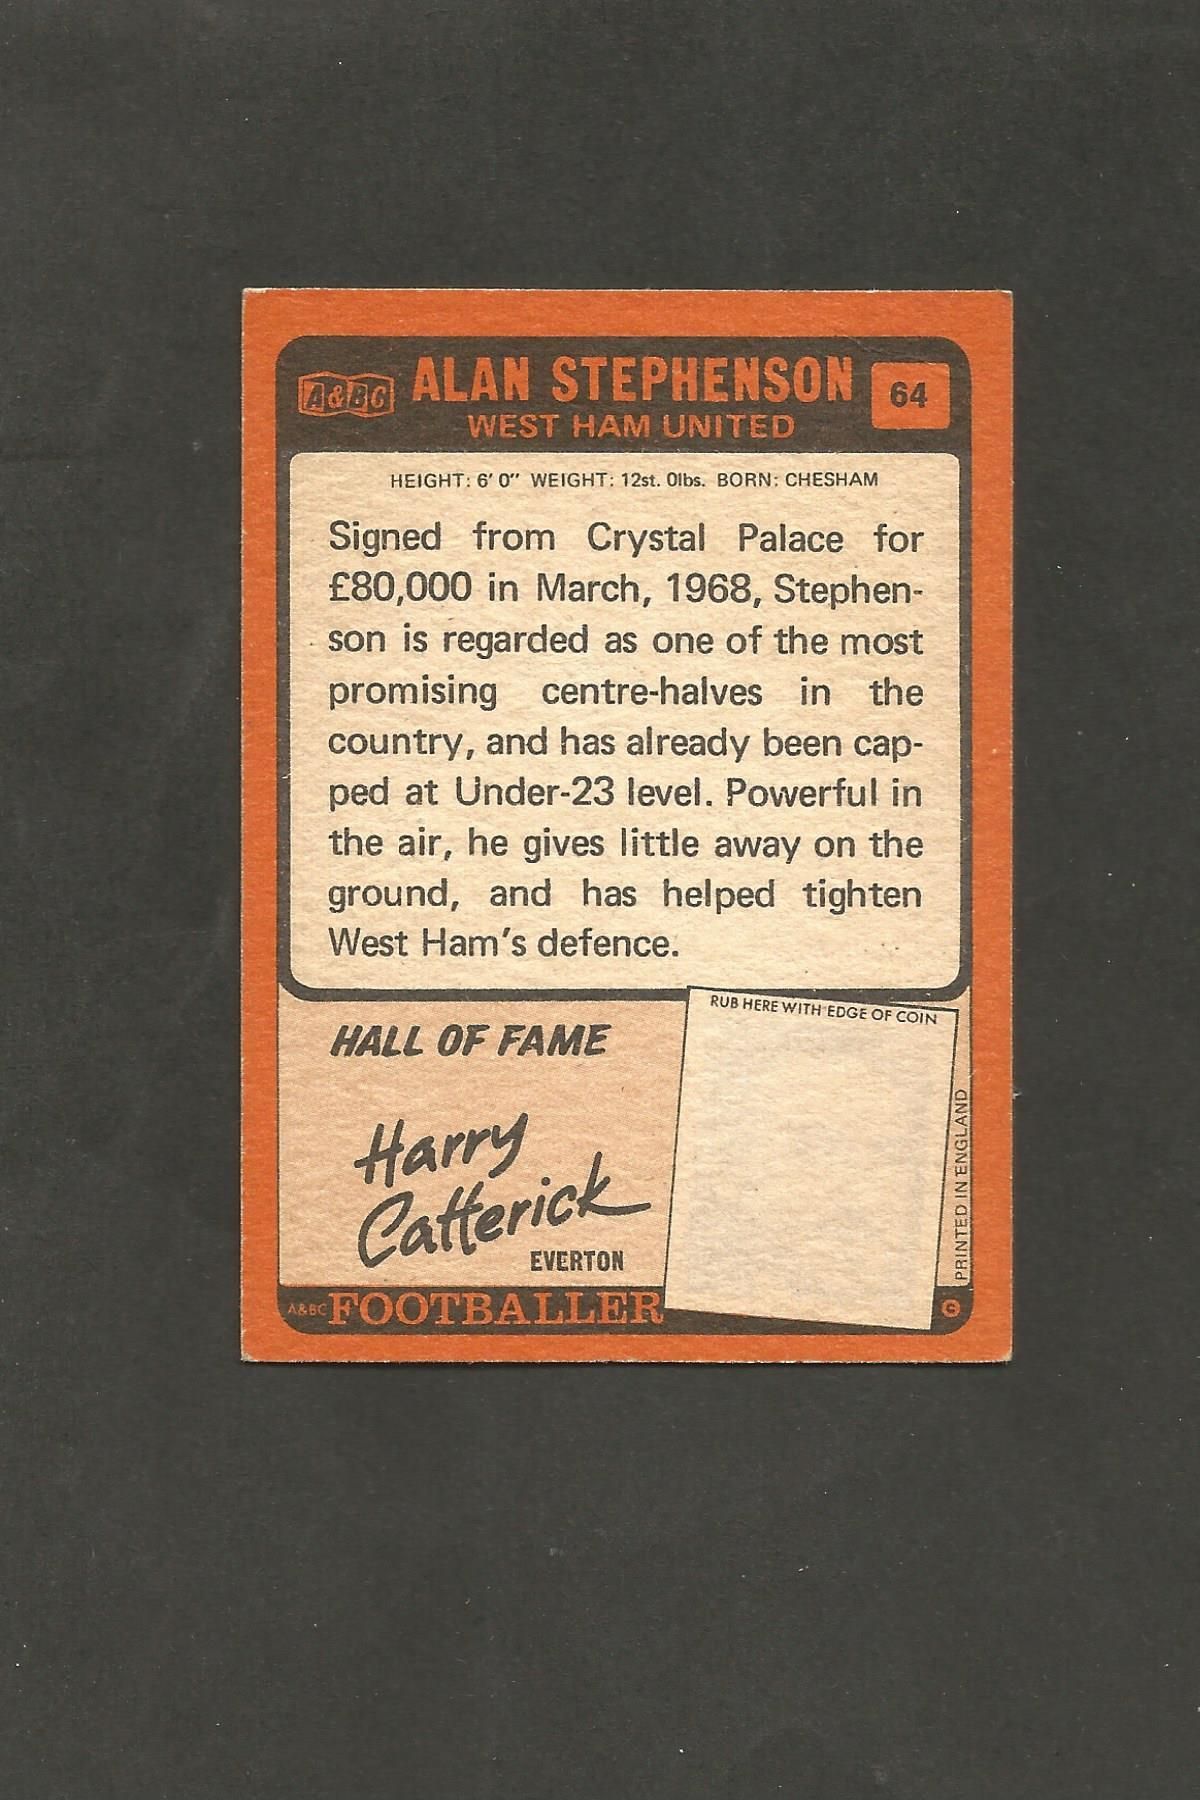 A&BC
ALAN STEPHENSON
64
WEST HAM UNITED
HEIGHT: 6' 0" WEIGHT: 12st. 0lbs. BORN: CHESHAM
Signed from Crystal Palace for
£80,000 in March, 1968, Stephen-
son is regarded as one of the most
promising centre-halves in the
country, and has already been cap-
ped at Under-23 level. Powerful in
the air, he gives little away on the
ground, and has helped tighten
West Ham's defence.
HALL OF FAME
RUB HERE WITH EDGE OF COIN
Harry
Catterick
EVERTON
PRINTED IN ENGLAND
A&BC FOOTBALLER